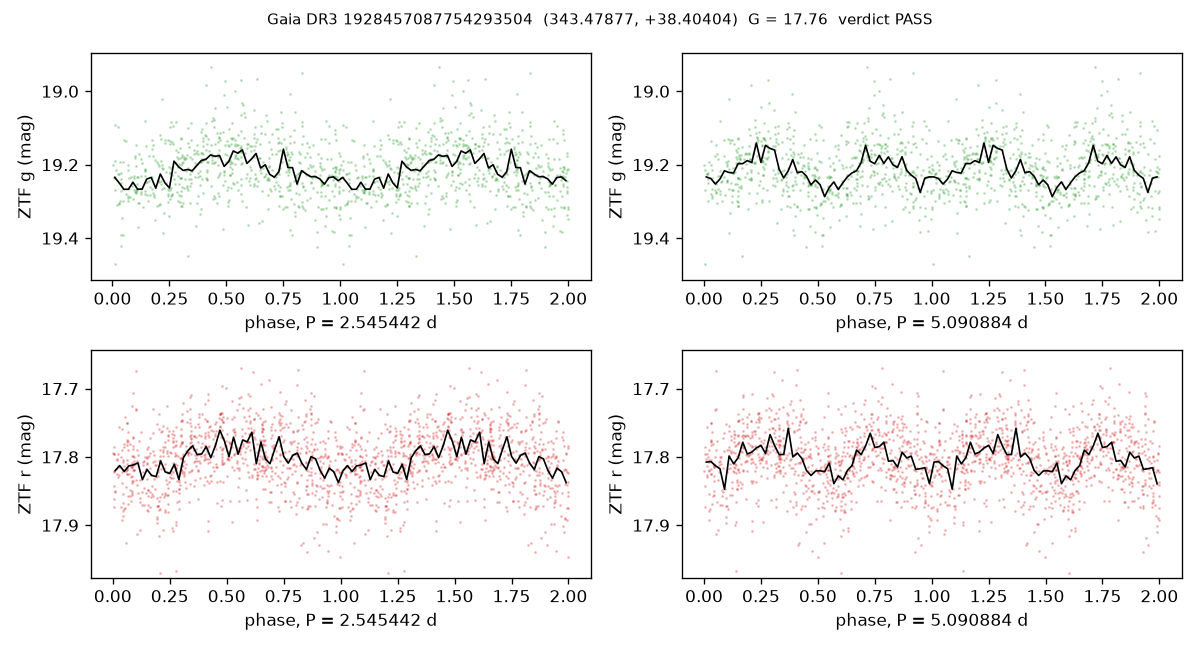 Gaia DR3 1928457087754293504 (343.47877, +38.40404) G = 17.76 verdict PASS
ZTF g (mag)
19.0
19.2
19.4
0.00 0.25 0.50 0.75 1.00 1.25 1.50 1.75 2.00
phase, P = 2.545442 d
ZTF g (mag)
19.0
19.2
19.4
0.00 0.25 0.50 0.75 1.00 1.25 1.50 1.75 2.00
phase, P = 5.090884 d
ZTF r (mag)
17.7
17.8
17.9
0.00 0.25 0.50 0.75 1.00 1.25 1.50 1.75 2.00
phase, P = 2.545442 d
ZTF r (mag)
17.7
17.8
17.9
0.00 0.25 0.50 0.75 1.00 1.25 1.50 1.75 2.00
phase, P = 5.090884 d